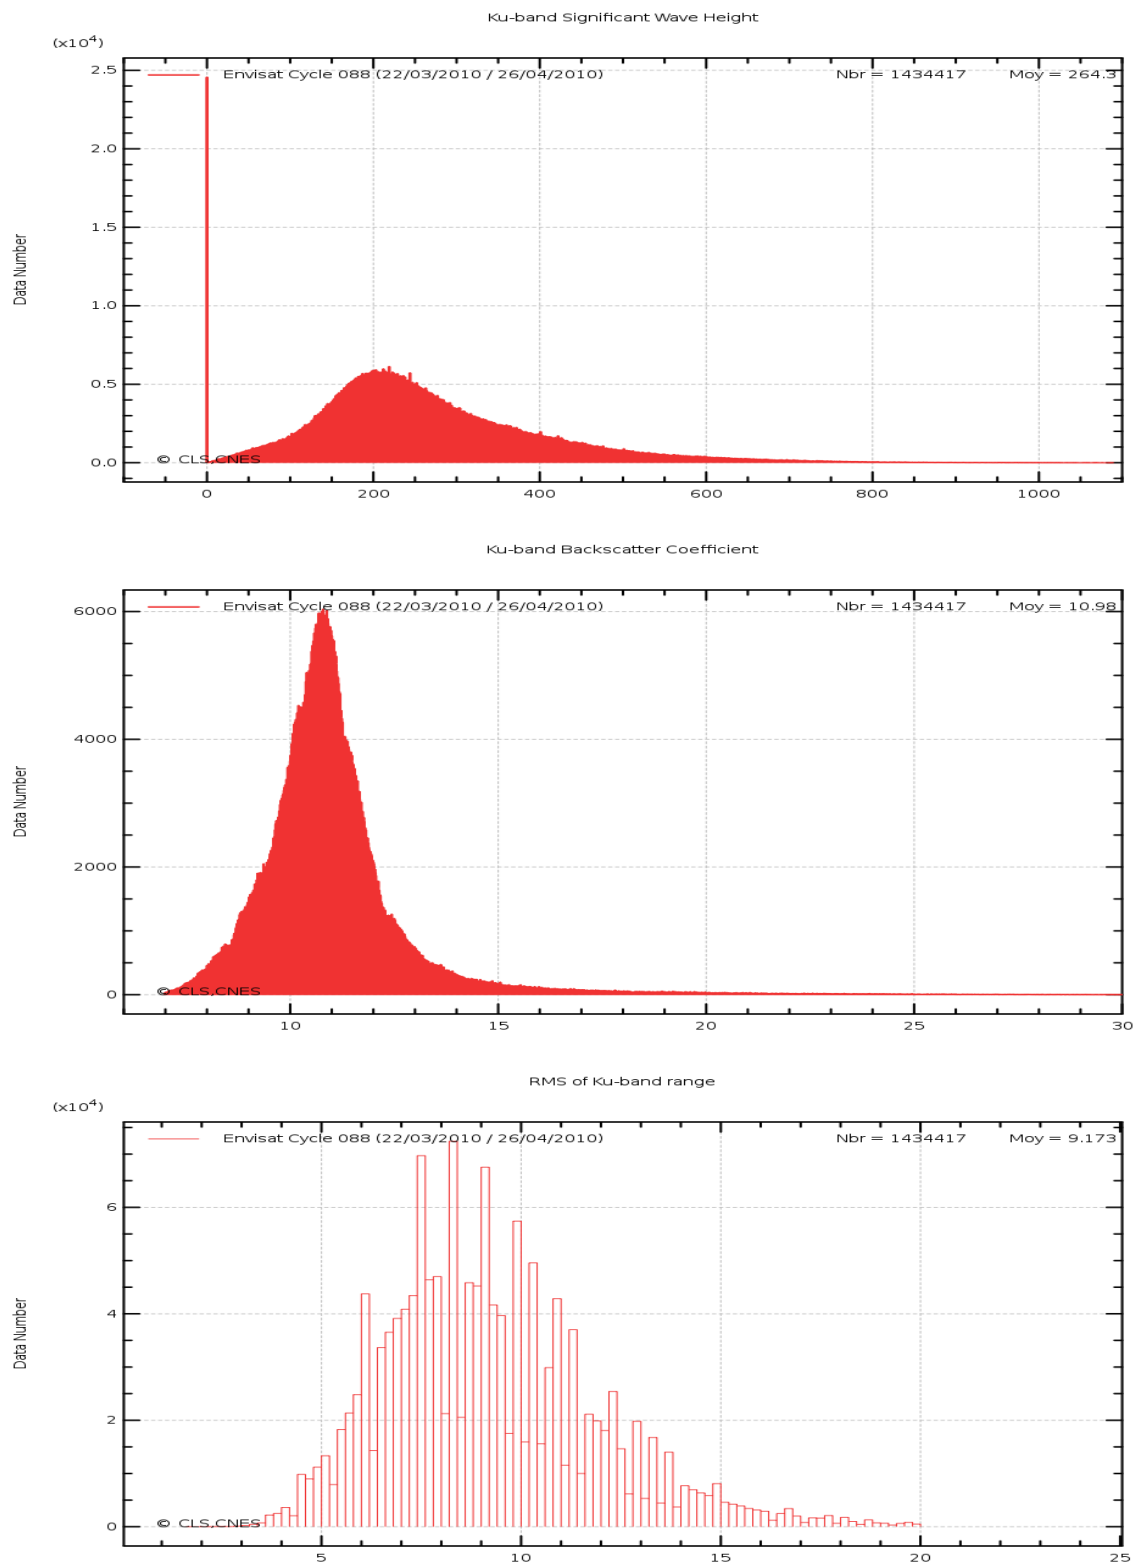 Ku-band Significant Wave Height
(x10⁴)
Envisat Cycle 088 (22/03/2010 / 26/04/2010) Nbr = 1434417 Moy = 264.3
2.5
2.0
1.5
1.0
0.5
0.0
Data Number
© CLS,CNES
0 200 400 600 800 1000
Ku-band Backscatter Coefficient
Envisat Cycle 088 (22/03/2010 / 26/04/2010) Nbr = 1434417 Moy = 10.98
6000
4000
2000
0
Data Number
© CLS,CNES
10 15 20 25 30
RMS of Ku-band range
(x10⁴)
Envisat Cycle 088 (22/03/2010 / 26/04/2010) Nbr = 1434417 Moy = 9.173
6
4
2
0
Data Number
© CLS,CNES
5 10 15 20 25